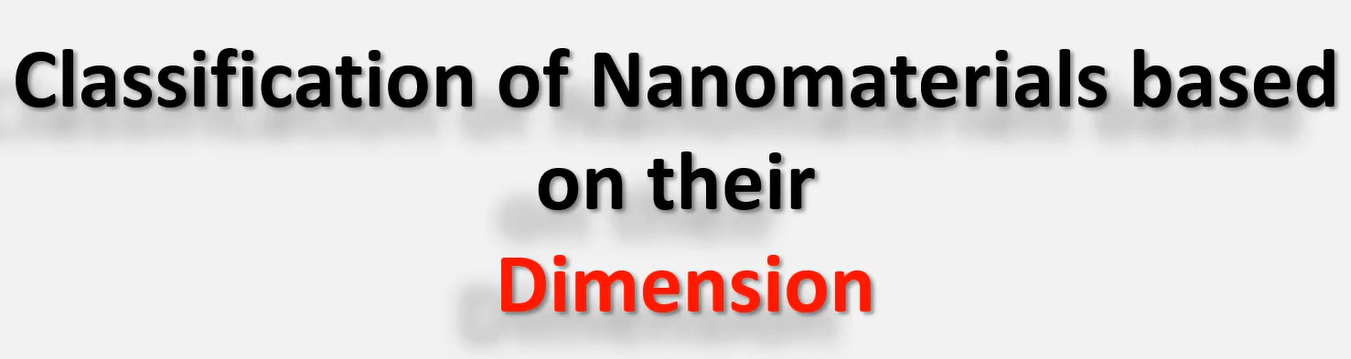 Classification of Nanomaterials based
on their
Dimension